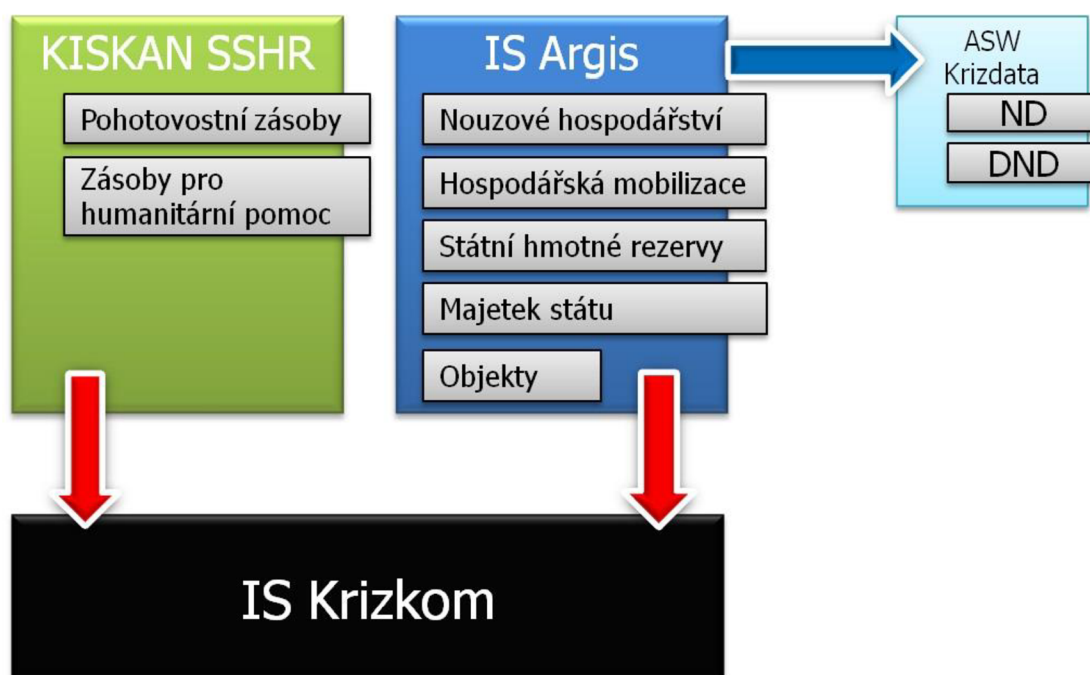 KISKAN SSHR
Pohotovostní zásoby
Zásoby pro
humanitární pomoc
IS Argis
Nouzové hospodářství
Hospodářská mobilizace
Státní hmotné rezervy
Majetek státu
Objekty
ASW
Krizdata
ND
DND
IS Krizkom